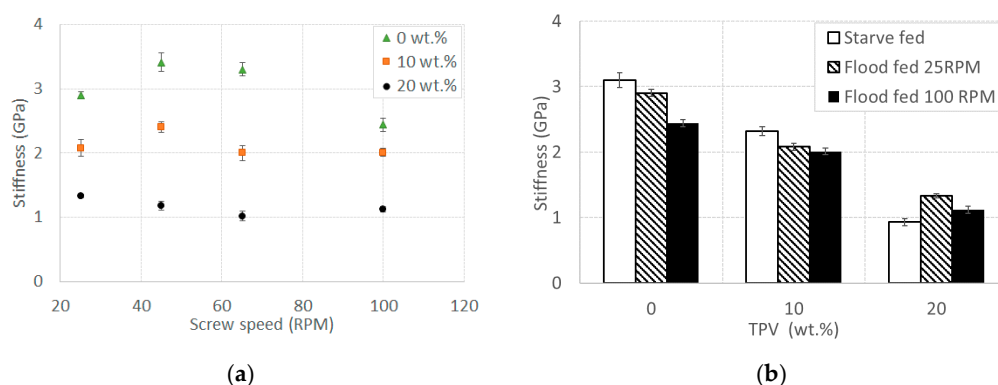 4
3
2
1
0
Stiffness (GPa)
20
40
60
80
100
120
Screw speed (RPM)
0 wt.%
10 wt.%
20 wt.%
(a)
4
3
2
1
0
Stiffness (GPa)
0
10
20
TPV (wt.%)
Starve fed
Flood fed 25RPM
Flood fed 100 RPM
(b)